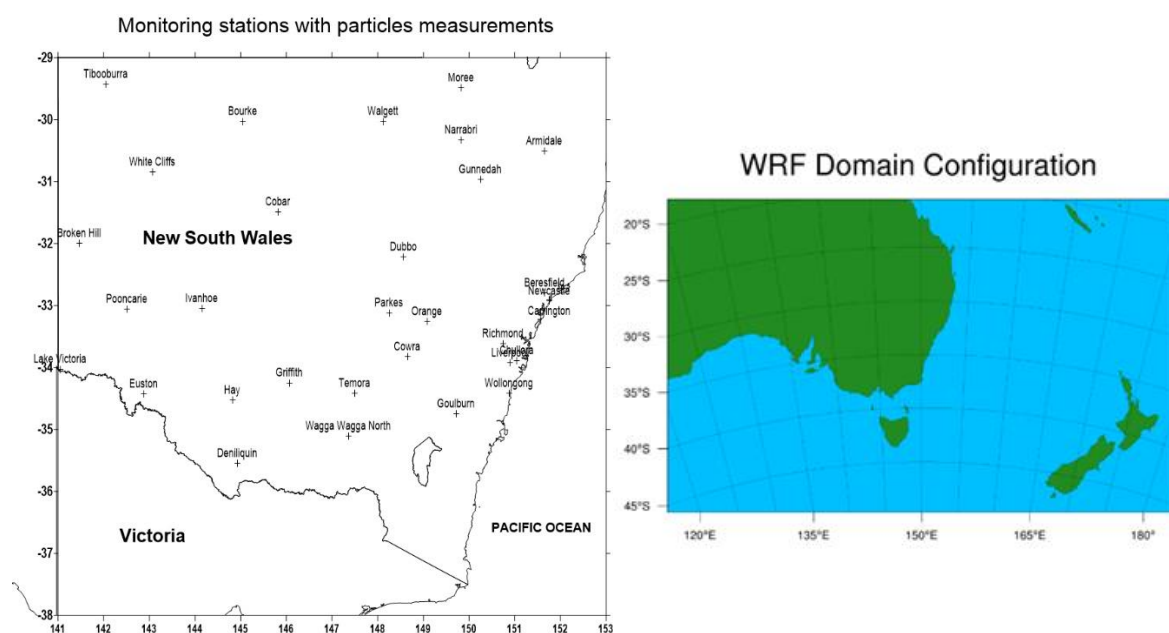 Monitoring stations with particles measurements
-29
Tibooburra
Moree
-30
Bourke
Walgett
Narrabri
Armidale
White Cliffs
Gunnedah
-31
Cobar
-32
Broken Hill
New South Wales
Dubbo
Beresfield
Newcastle
-33
Pooncarie
Ivanhoe
Parkes
Orange
Carrington
Richmond
Liverpool
Cowra
-34
Lake Victoria
Euston
Hay
Griffith
Temora
Wollongong
Goulburn
-35
Wagga Wagga North
Deniliquin
-36
-37
Victoria
PACIFIC OCEAN
-38
141 142 143 144 145 146 147 148 149 150 151 152 153
WRF Domain Configuration
20°S
25°S
30°S
35°S
40°S
45°S
120°E 135°E 150°E 165°E 180°